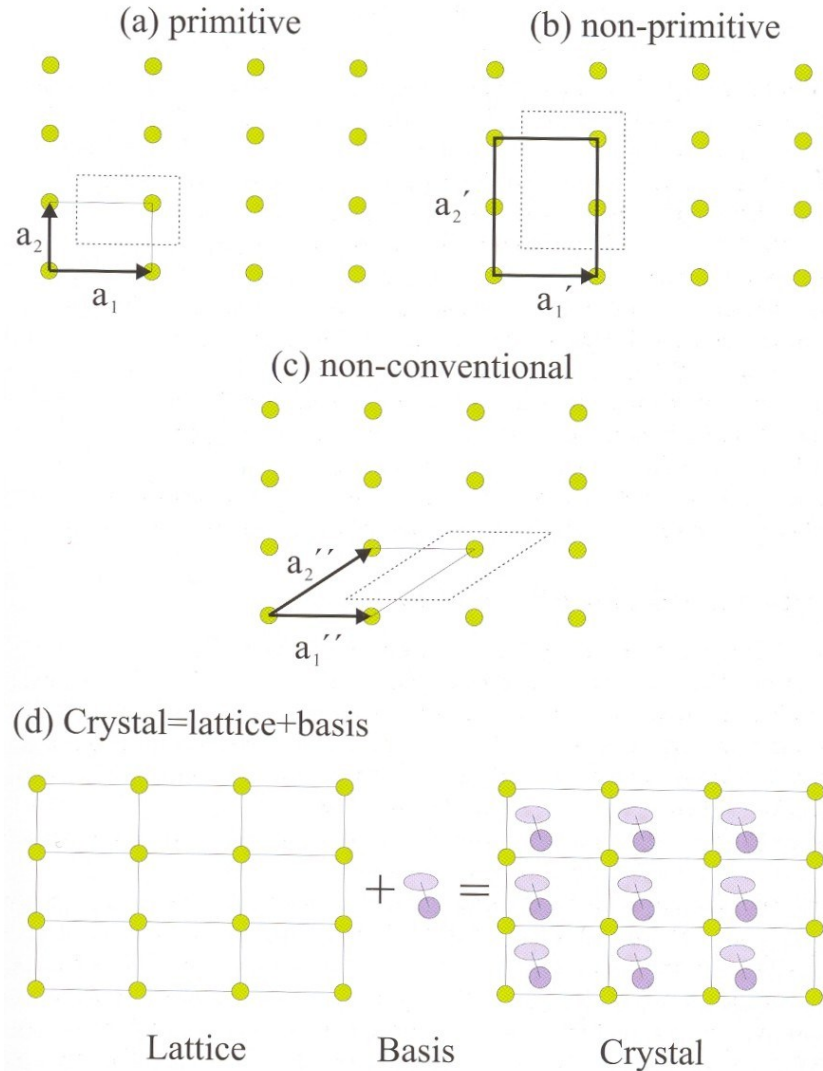 (a) primitive
(b) non-primitive
a₂
a₁
a₂´
a₁´
(c) non-conventional
a₂´´
a₁´´
(d) Crystal=lattice+basis
+ =
Lattice Basis Crystal